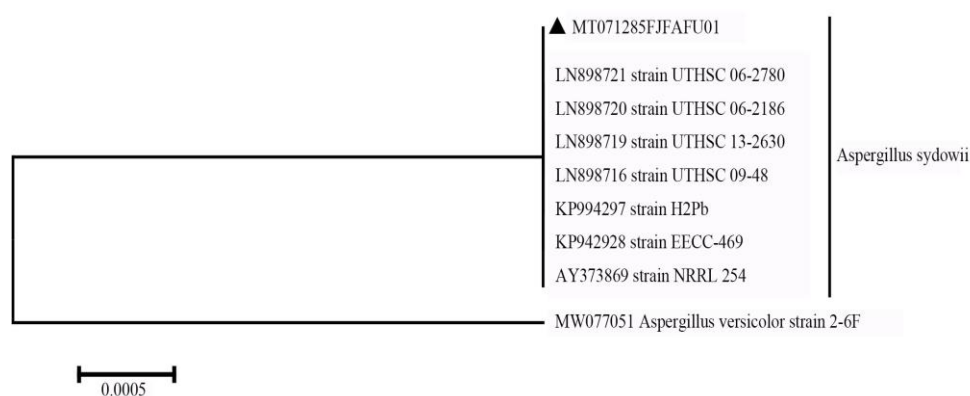 ▲ MT071285FJFAFU01
LN898721 strain UTHSC 06-2780
LN898720 strain UTHSC 06-2186
LN898719 strain UTHSC 13-2630
LN898716 strain UTHSC 09-48
KP994297 strain H2Pb
KP942928 strain EECC-469
AY373869 strain NRRL 254
Aspergillus sydowii
MW077051 Aspergillus versicolor strain 2-6F
0.0005